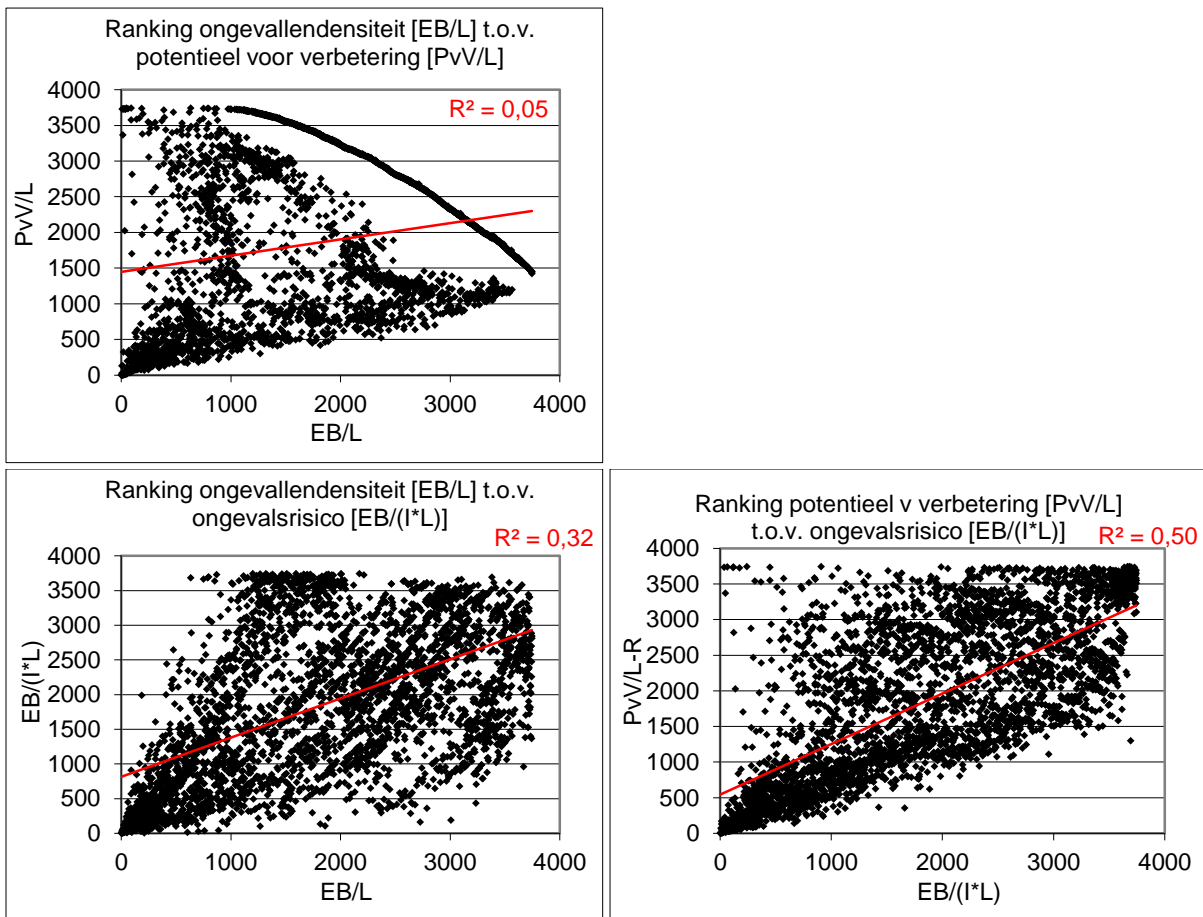 Ranking ongevallendensiteit [EB/L] t.o.v.
potentieel voor verbetering [PvV/L]
R² = 0,05
4000
3500
3000
2500
2000
1500
1000
500
0
PvV/L
0 1000 2000 3000 4000
EB/L
Ranking ongevallendensiteit [EB/L] t.o.v.
ongevalsrisico [EB/(I*L)]
R² = 0,32
4000
3500
3000
2500
2000
1500
1000
500
0
EB/(I*L)
0 1000 2000 3000 4000
EB/L
Ranking potentieel v verbetering [PvV/L]
t.o.v. ongevalsrisico [EB/(I*L)]
R² = 0,50
4000
3500
3000
2500
2000
1500
1000
500
0
PvV/L-R
0 1000 2000 3000 4000
EB/(I*L)